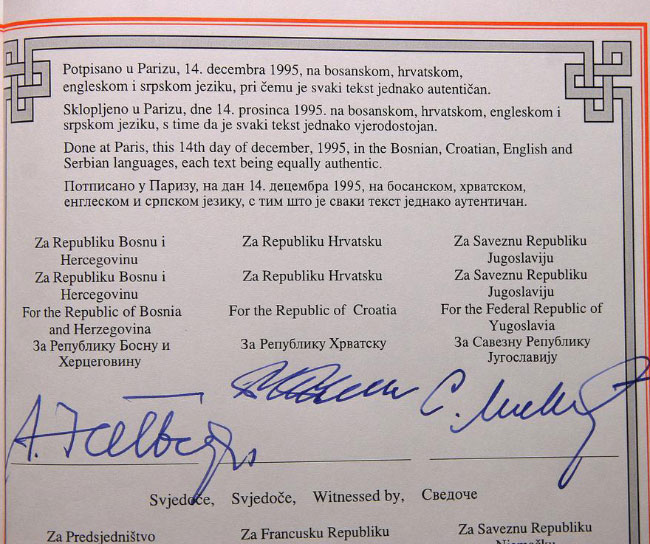 Potpisano u Parizu, 14. decembra 1995, na bosanskom, hrvatskom,
engleskom i srpskom jeziku, pri čemu je svaki tekst jednako autentičan.
Sklopljeno u Parizu, dne 14. prosinca 1995. na bosanskom, hrvatskom, engleskom i
srpskom jeziku, s time da je svaki tekst jednako vjerodostojan.
Done at Paris, this 14th day of december, 1995, in the Bosnian, Croatian, English and
Serbian languages, each text being equally authentic.
Потписано у Паризу, на дан 14. децембра 1995, на босанском, хрватском,
енглеском и српском језику, с тим што је сваки текст једнако аутентичан.
Za Republiku Bosnu i
Hercegovinu
Za Republiku Bosnu i
Hercegovinu
For the Republic of Bosnia
and Herzegovina
За Републику Босну и
Херцеговину
Za Republiku Hrvatsku
Za Republiku Hrvatsku
For the Republic of Croatia
За Републику Хрватску
Za Saveznu Republiku
Jugoslaviju
Za Saveznu Republiku
Jugoslaviju
For the Federal Republic of
Yugoslavia
За Савезну Републику
Југославију
Svjedoče, Svjedoče, Witnessed by, Сведоче
Za Predsjedništvo
Za Francusku Republiku
Za Saveznu Republiku
Njemačku